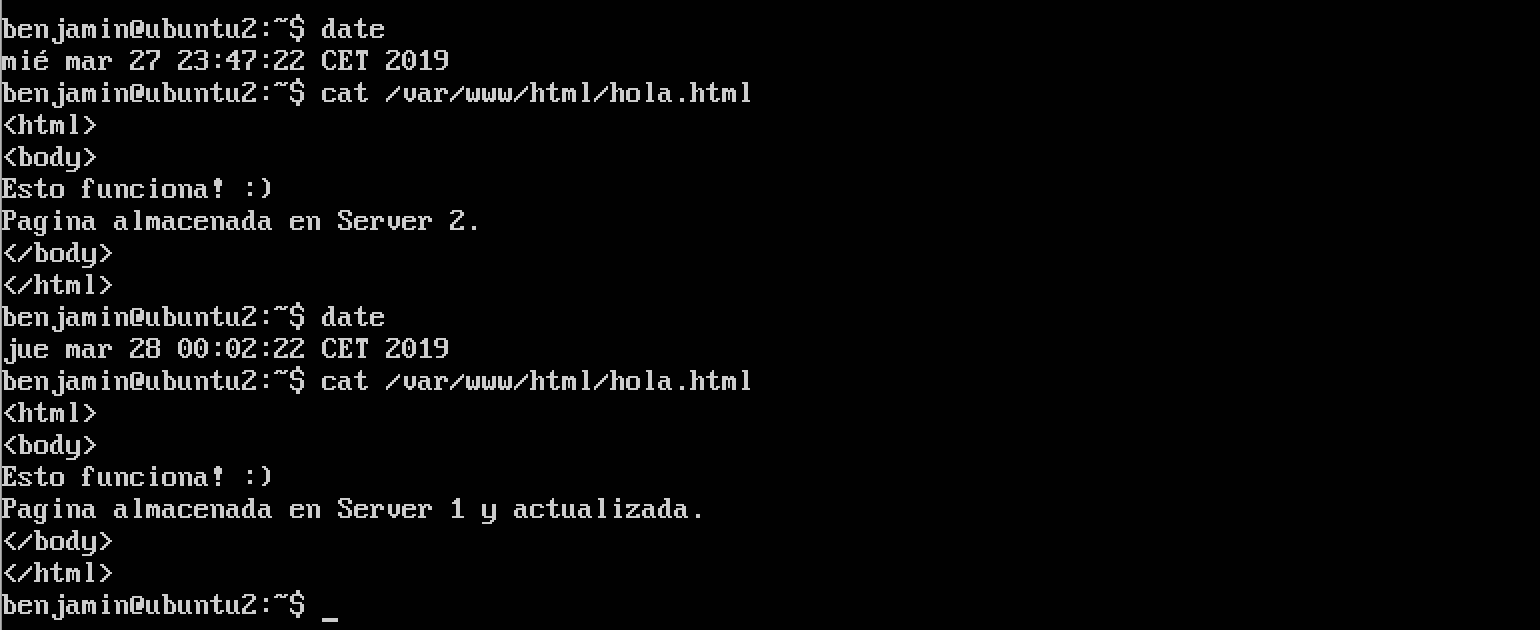 benjamin@ubuntu2:~$ date
mié mar 27 23:47:22 CET 2019
benjamin@ubuntu2:~$ cat /var/www/html/hola.html
<html>
<body>
Esto funciona! :)
Pagina almacenada en Server 2.
</body>
</html>
benjamin@ubuntu2:~$ date
jue mar 28 00:02:22 CET 2019
benjamin@ubuntu2:~$ cat /var/www/html/hola.html
<html>
<body>
Esto funciona! :)
Pagina almacenada en Server 1 y actualizada.
</body>
</html>
benjamin@ubuntu2:~$ _